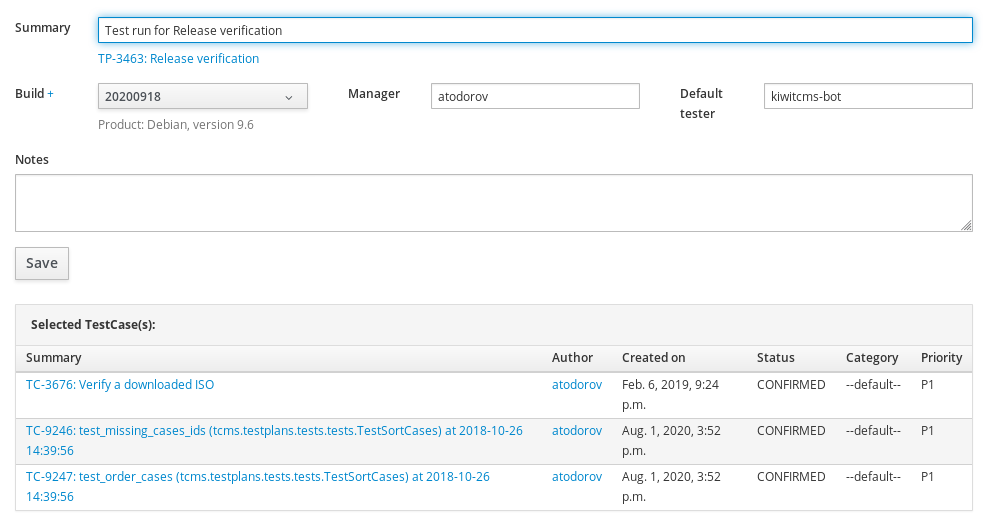 Summary
Test run for Release verification
TP-3463: Release verification
Build +
20200918
Manager
atodorov
Default
tester
kiwitcms-bot
Product: Debian, version 9.6
Notes
Save
Selected TestCase(s):
Summary Author Created on Status Category Priority
TC-3676: Verify a downloaded ISO atodorov Feb. 6, 2019, 9:24 CONFIRMED --default-- P1
p.m.
TC-9246: test_missing_cases_ids (tcms.testplans.tests.tests.TestSortCases) at 2018-10-26 atodorov Aug. 1, 2020, 3:52 CONFIRMED --default-- P1
14:39:56 p.m.
TC-9247: test_order_cases (tcms.testplans.tests.tests.TestSortCases) at 2018-10-26 atodorov Aug. 1, 2020, 3:52 CONFIRMED --default-- P1
14:39:56 p.m.